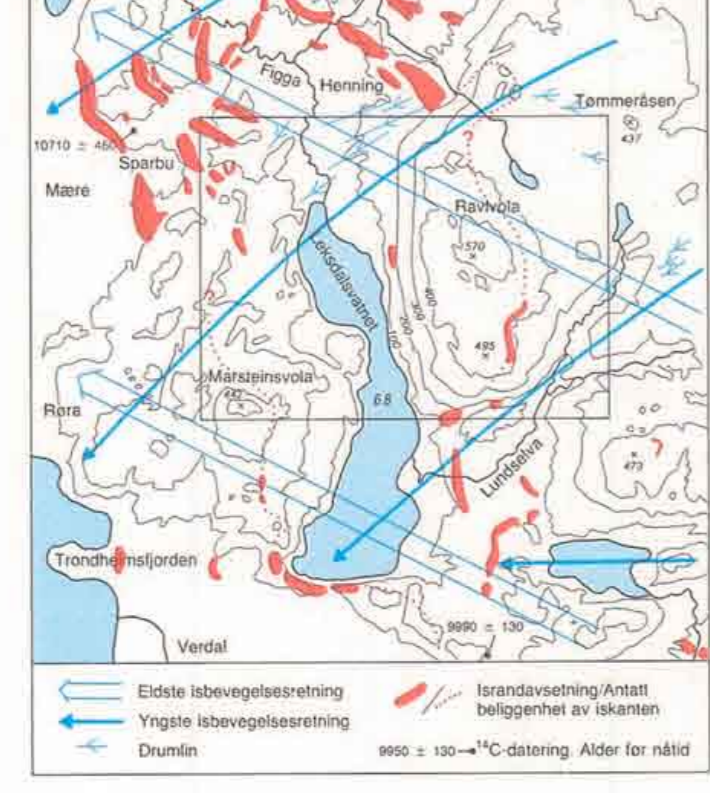 Figga
Henning
Tømmeråsen
437
10710 ± 460
Sparbu
?
Mære
Ravlvola
570
?
Leksdalsvatnet
400
300
200
100
495
Marsteinsvola
442
68
Røra
?
473
Lundselva
Trondheimsfjorden
9990 ± 130
Verdal
Eldste isbevegelsesretning
Yngste isbevegelsesretning
Drumlin
Israndavsetning/Antatt
beliggenhet av iskanten
9950 ± 130 ¹⁴C-datering. Alder før nåtid